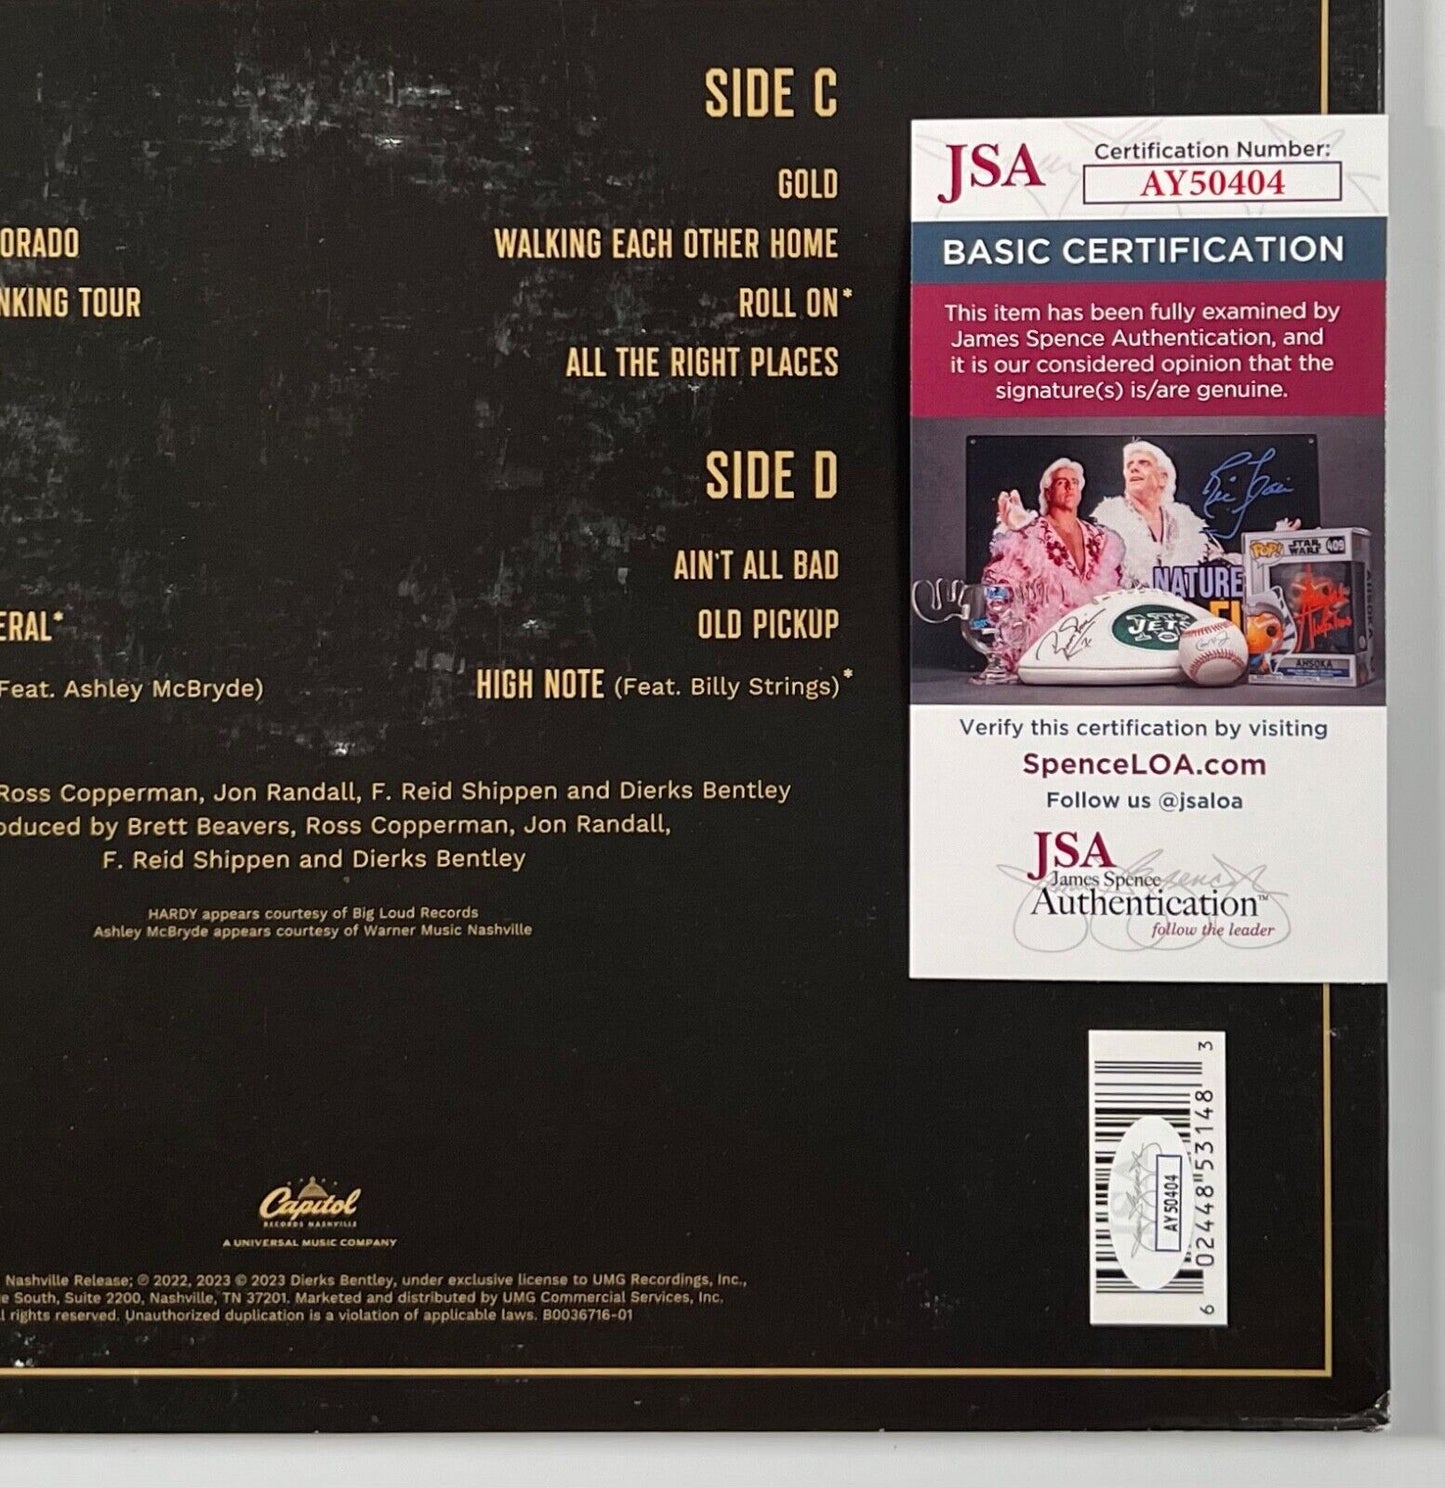 SIDE C
GOLD
ORADO
WALKING EACH OTHER HOME
NKING TOUR
ROLL ON*
ALL THE RIGHT PLACES
SIDE D
AIN'T ALL BAD
ERAL*
OLD PICKUP
Feat. Ashley McBryde)
HIGH NOTE (Feat. Billy Strings)*
Ross Copperman, Jon Randall, F. Reid Shippen and Dierks Bentley
oduced by Brett Beavers, Ross Copperman, Jon Randall,
F. Reid Shippen and Dierks Bentley
HARDY appears courtesy of Big Loud Records
Ashley McBryde appears courtesy of Warner Music Nashville
Capitol
RECORDS NASHVILLE
A UNIVERSAL MUSIC COMPANY
Nashville Release; ℗ 2022, 2023 © 2023 Dierks Bentley, under exclusive license to UMG Recordings, Inc.,
e South, Suite 2200, Nashville, TN 37201. Marketed and distributed by UMG Commercial Services, Inc.
l rights reserved. Unauthorized duplication is a violation of applicable laws. B0036716-01
JSA
Certification Number:
AY50404
BASIC CERTIFICATION
This item has been fully examined by
James Spence Authentication, and
it is our considered opinion that the
signature(s) is/are genuine.
NATURE
JETS
POP!
STAR WARS
409
AHSOKA
AHSOKA
Verify this certification by visiting
SpenceLOA.com
Follow us @jsaloa
JSA
James Spence
Authentication™
follow the leader
6 02448 53148 3
AY50404